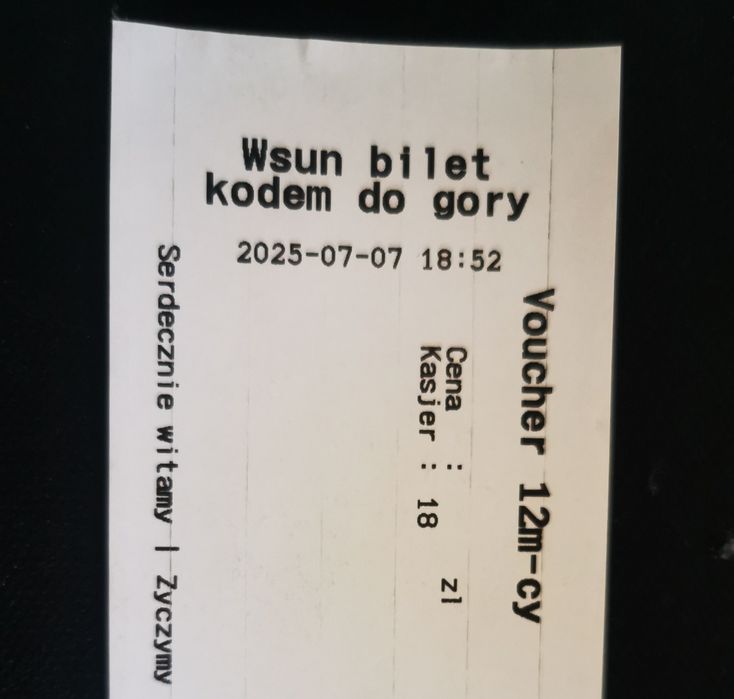 Wsun bilet
kodem do gory
2025-07-07 18:52
Voucher 12m-cy
Cena : zl
Kasjer : 18
Serdecznie witamy | Zyczymy